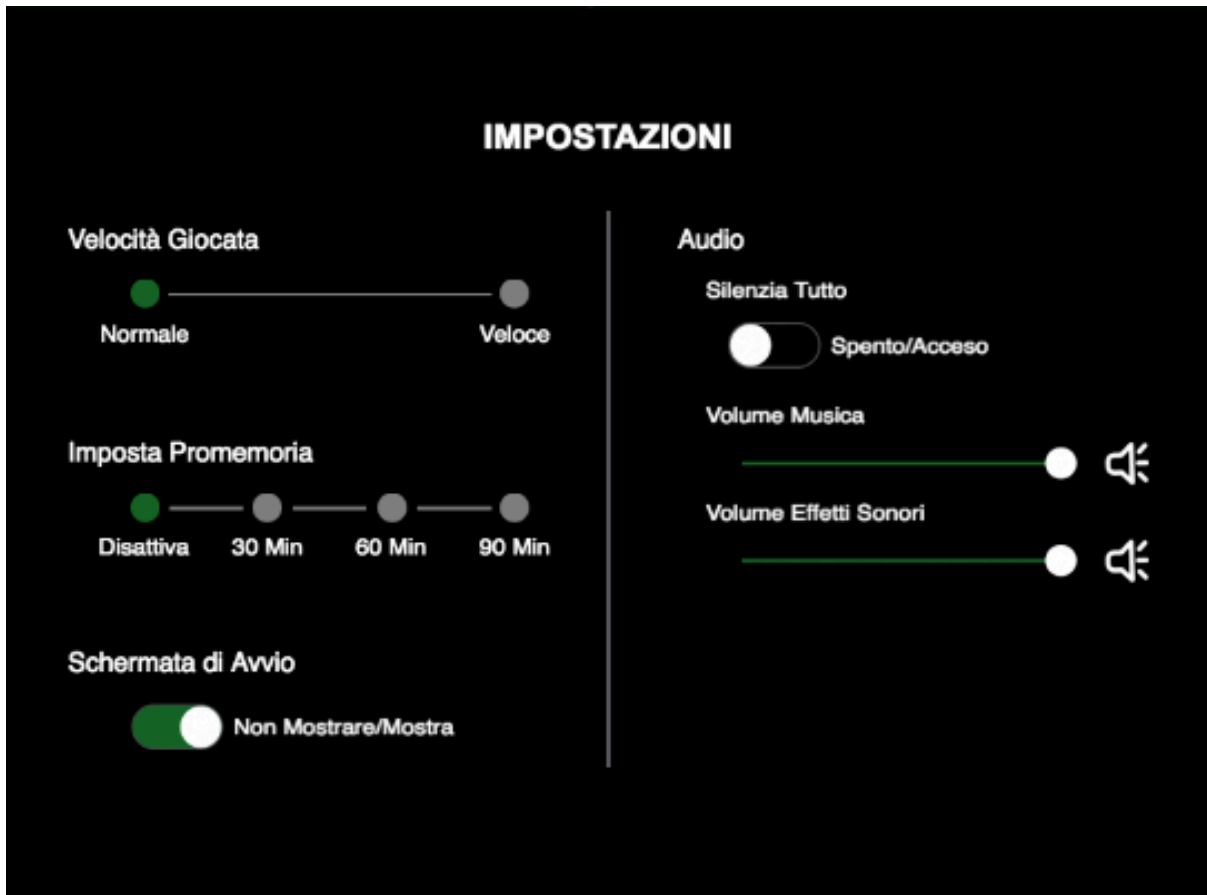 IMPOSTAZIONI
Velocità Giocata
Normale
Veloce
Imposta Promemoria
Disattiva
30 Min
60 Min
90 Min
Schermata di Avvio
Non Mostrare/Mostra
Audio
Silenzia Tutto
Spento/Acceso
Volume Musica
Volume Effetti Sonori